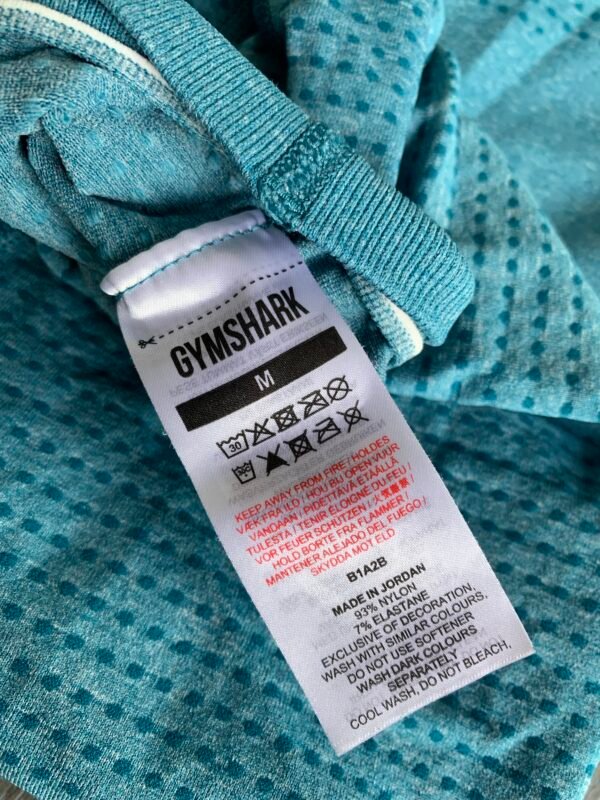 GYMSHARK
M
30
KEEP AWAY FROM FIRE / HOLDES
VÆK FRA ILD / HOU BIJ OPEN VUUR
VANDAAN / PIDETTÄVÄ ETÄÄLLÄ
TULESTA / TENIR ÉLOIGNÉ DU FEU /
VOR FEUER SCHÜTZEN /
HOLD BORTE FRA FLAMMER /
MANTENER ALEJADO DEL FUEGO /
SKYDDA MOT ELD
B1A2B
MADE IN JORDAN
93% NYLON
7% ELASTANE
EXCLUSIVE OF DECORATION.
WASH WITH SIMILAR COLOURS.
DO NOT USE SOFTENER
WASH DARK COLOURS
SEPARATELY
COOL WASH, DO NOT BLEACH,